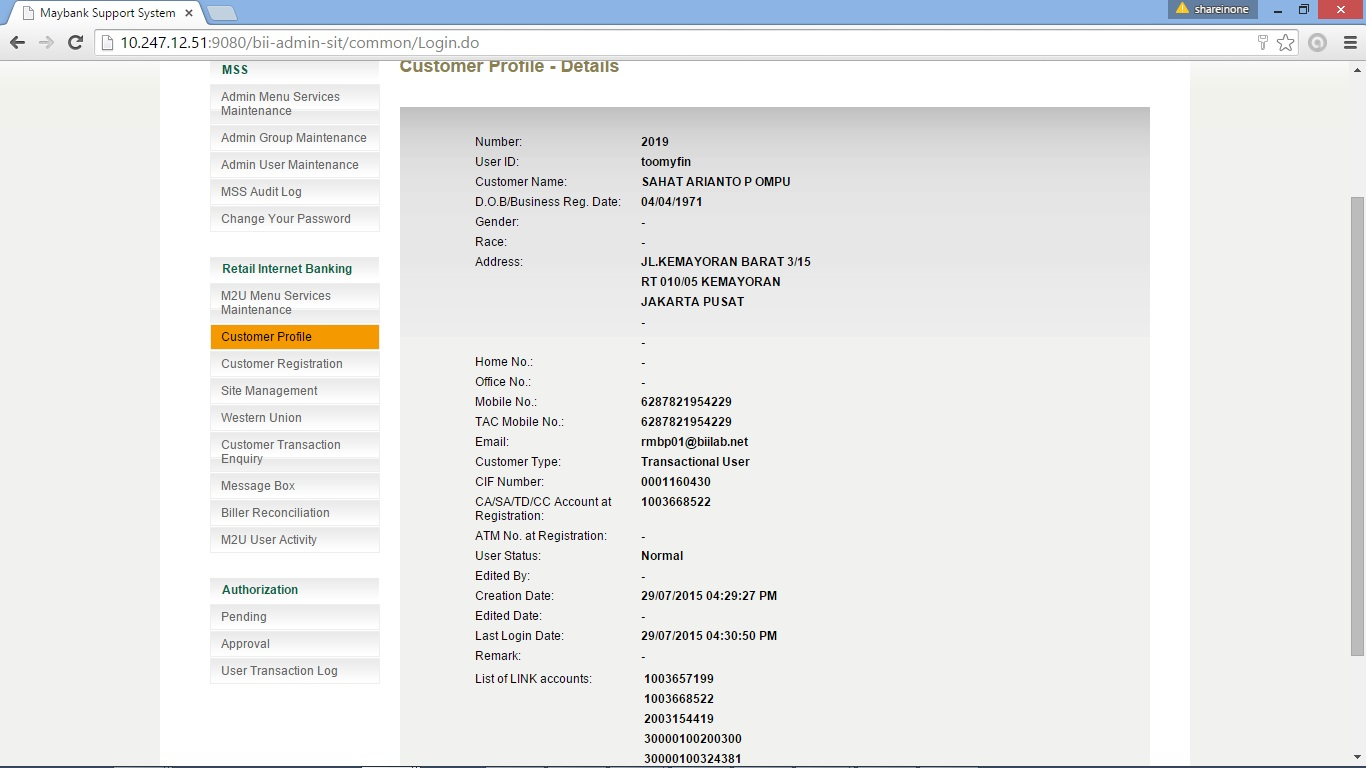 Maybank Support System
shareinone
10.247.12.51:9080/bii-admin-sit/common/Login.do
MSS
Admin Menu Services
Maintenance
Admin Group Maintenance
Admin User Maintenance
MSS Audit Log
Change Your Password
Retail Internet Banking
M2U Menu Services
Maintenance
Customer Profile
Customer Registration
Site Management
Western Union
Customer Transaction
Enquiry
Message Box
Biller Reconciliation
M2U User Activity
Authorization
Pending
Approval
User Transaction Log
Customer Profile - Details
Number: 2019
User ID: toomyfin
Customer Name: SAHAT ARIANTO P OMPU
D.O.B/Business Reg. Date: 04/04/1971
Gender: -
Race: -
Address: JL.KEMAYORAN BARAT 3/15
RT 010/05 KEMAYORAN
JAKARTA PUSAT
-
-
Home No.: -
Office No.: -
Mobile No.: 6287821954229
TAC Mobile No.: 6287821954229
Email: rmbp01@biilab.net
Customer Type: Transactional User
CIF Number: 0001160430
CA/SA/TD/CC Account at 1003668522
Registration:
ATM No. at Registration: -
User Status: Normal
Edited By: -
Creation Date: 29/07/2015 04:29:27 PM
Edited Date: -
Last Login Date: 29/07/2015 04:30:50 PM
Remark: -
List of LINK accounts: 1003657199
1003668522
2003154419
30000100200300
30000100324381